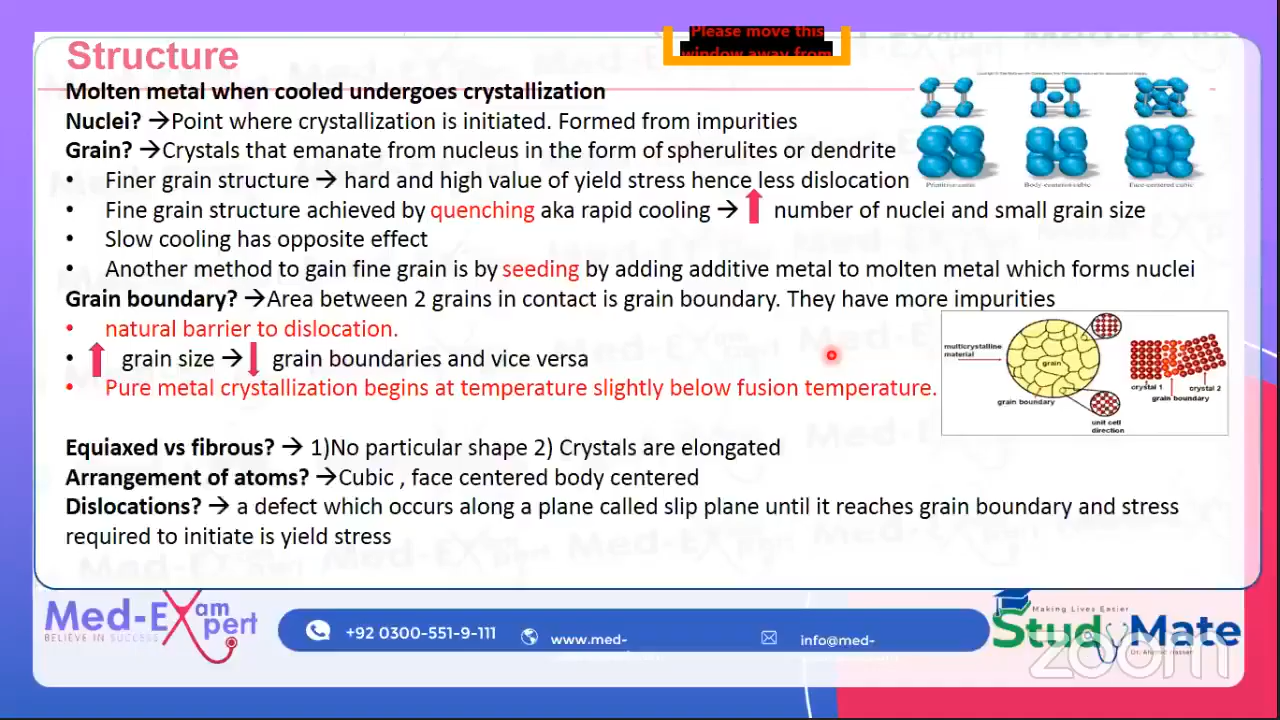 Please move this
window away from
Structure
Molten metal when cooled undergoes crystallization
Nuclei? →Point where crystallization is initiated. Formed from impurities
Grain? →Crystals that emanate from nucleus in the form of spherulites or dendrite
• Finer grain structure → hard and high value of yield stress hence less dislocation
• Fine grain structure achieved by quenching aka rapid cooling → ↑ number of nuclei and small grain size
• Slow cooling has opposite effect
• Another method to gain fine grain is by seeding by adding additive metal to molten metal which forms nuclei
Grain boundary? →Area between 2 grains in contact is grain boundary. They have more impurities
• natural barrier to dislocation.
• ↑ grain size → ↓ grain boundaries and vice versa
• Pure metal crystallization begins at temperature slightly below fusion temperature.
Equiaxed vs fibrous? → 1)No particular shape 2) Crystals are elongated
Arrangement of atoms? →Cubic , face centered body centered
Dislocations? → a defect which occurs along a plane called slip plane until it reaches grain boundary and stress
required to initiate is yield stress
Body-centered cubic
Face-centered cubic
multicrystalline
material
grain
grain boundary
unit cell
direction
crystal 1
crystal 2
grain boundary
Med-Exam
Expert
BELIEVE IN SUCCESS
+92 0300-551-9-111
www.med-
info@med-
Making Lives Easier
Study Mate
zoom